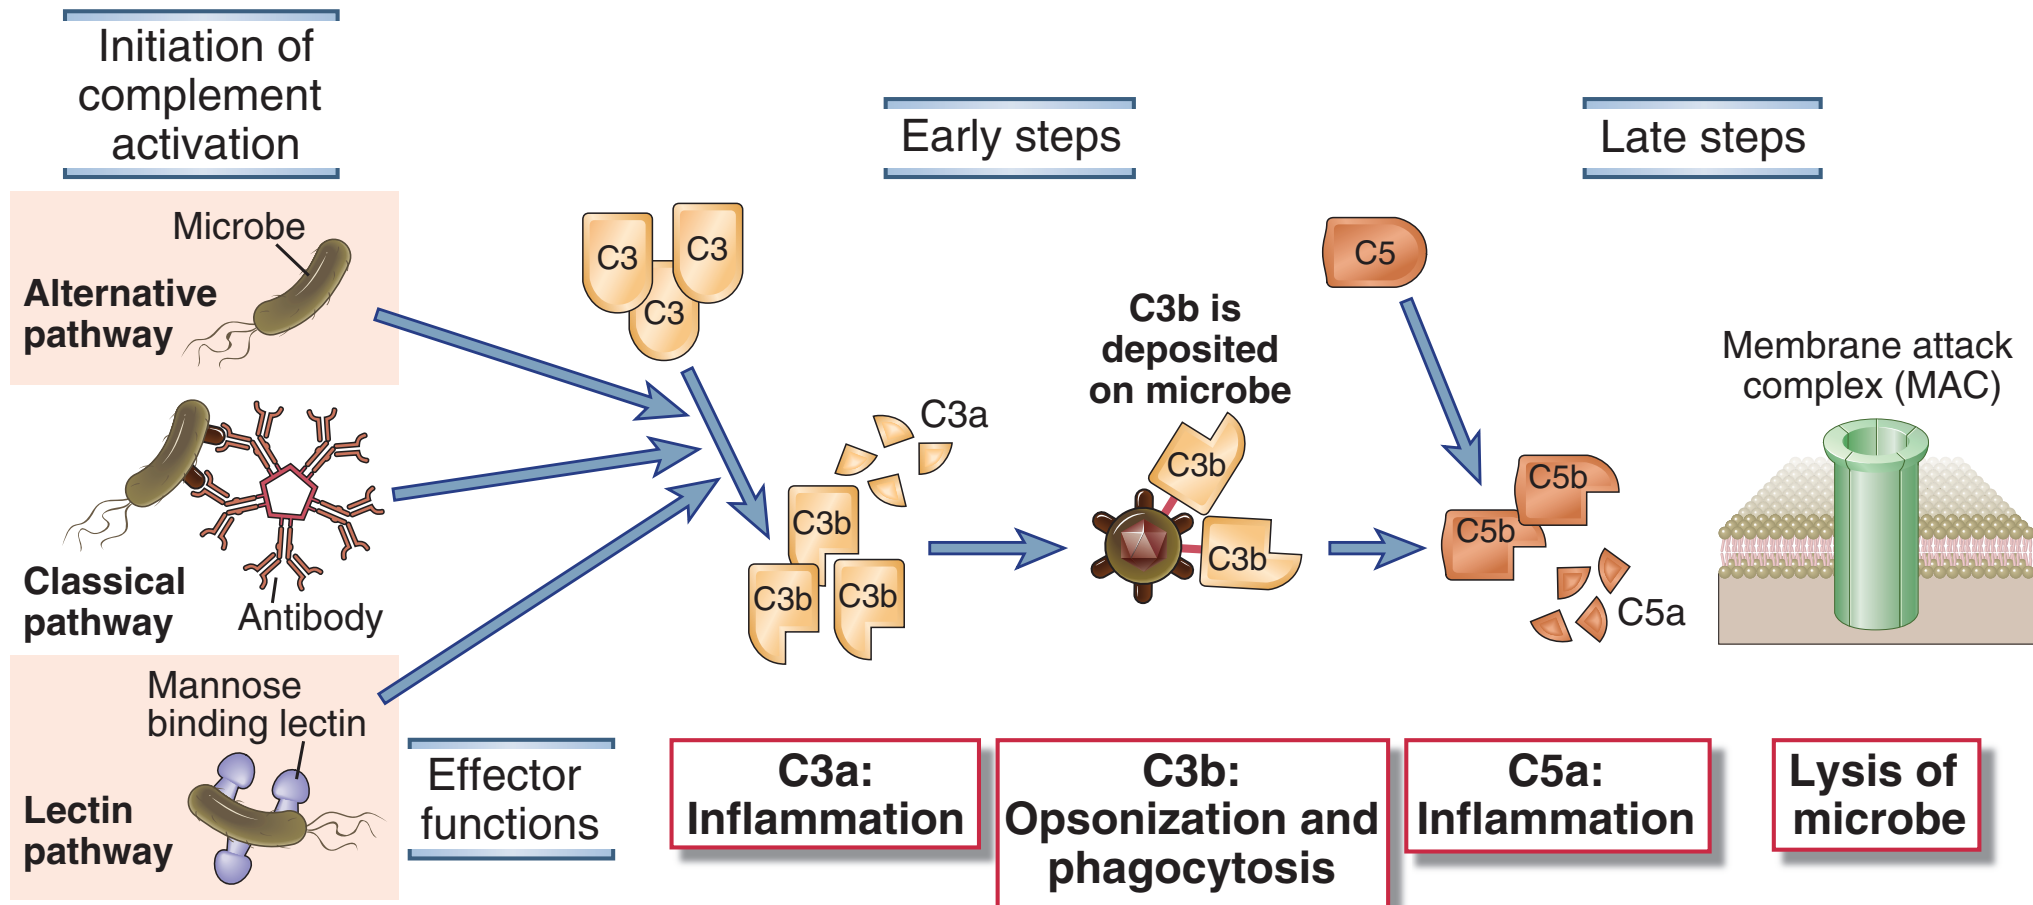 Initiation of
complement
activation
Early steps
Late steps
Microbe
Alternative
pathway
C3
C3
C3
C5
C3b is
deposited
on microbe
Membrane attack
complex (MAC)
C3a
C3b
C3b
C3b
C3b
C3b
C5b
C5b
C5a
Classical
pathway
Antibody
Mannose
binding lectin
Lectin
pathway
Effector
functions
C3a:
Inflammation
C3b:
Opsonization and
phagocytosis
C5a:
Inflammation
Lysis of
microbe